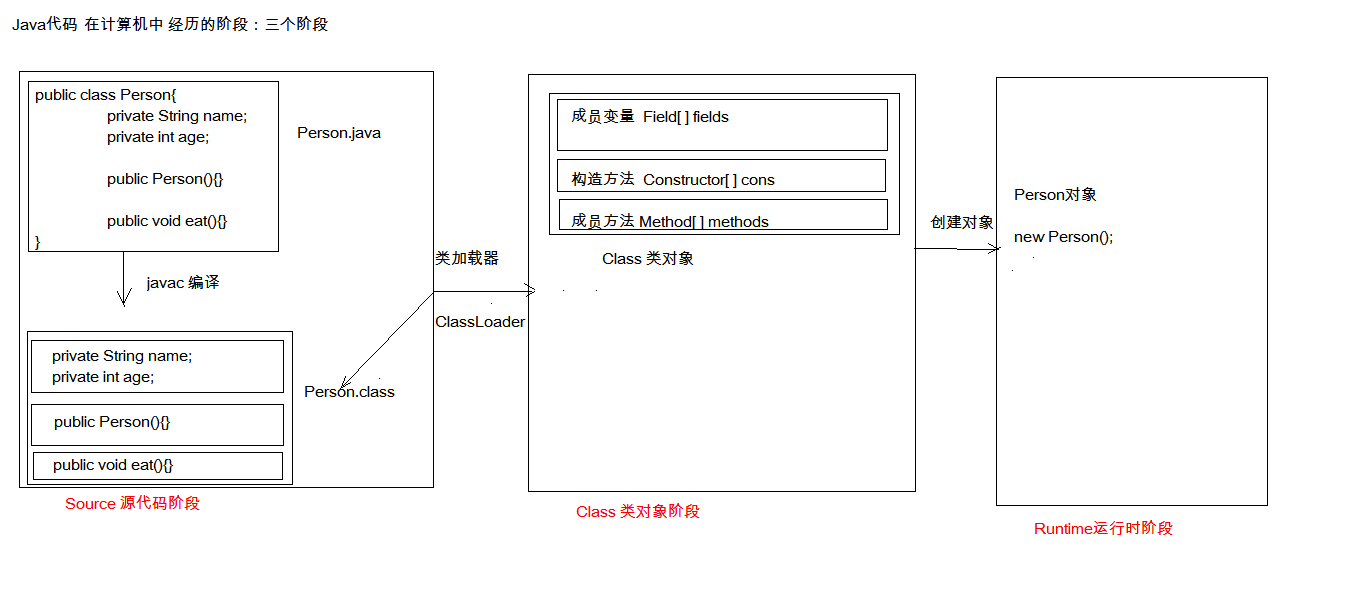 Java代码 在计算机中 经历的阶段：三个阶段
public class Person{
private String name;
private int age;
public Person(){}
public void eat(){}
}
Person.java
javac 编译
private String name;
private int age;
public Person(){}
public void eat(){}
Person.class
Source 源代码阶段
类加载器
ClassLoader
成员变量 Field[ ] fields
构造方法 Constructor[ ] cons
成员方法 Method[ ] methods
Class 类对象
Class 类对象阶段
创建对象
Person对象
new Person();
Runtime运行时阶段